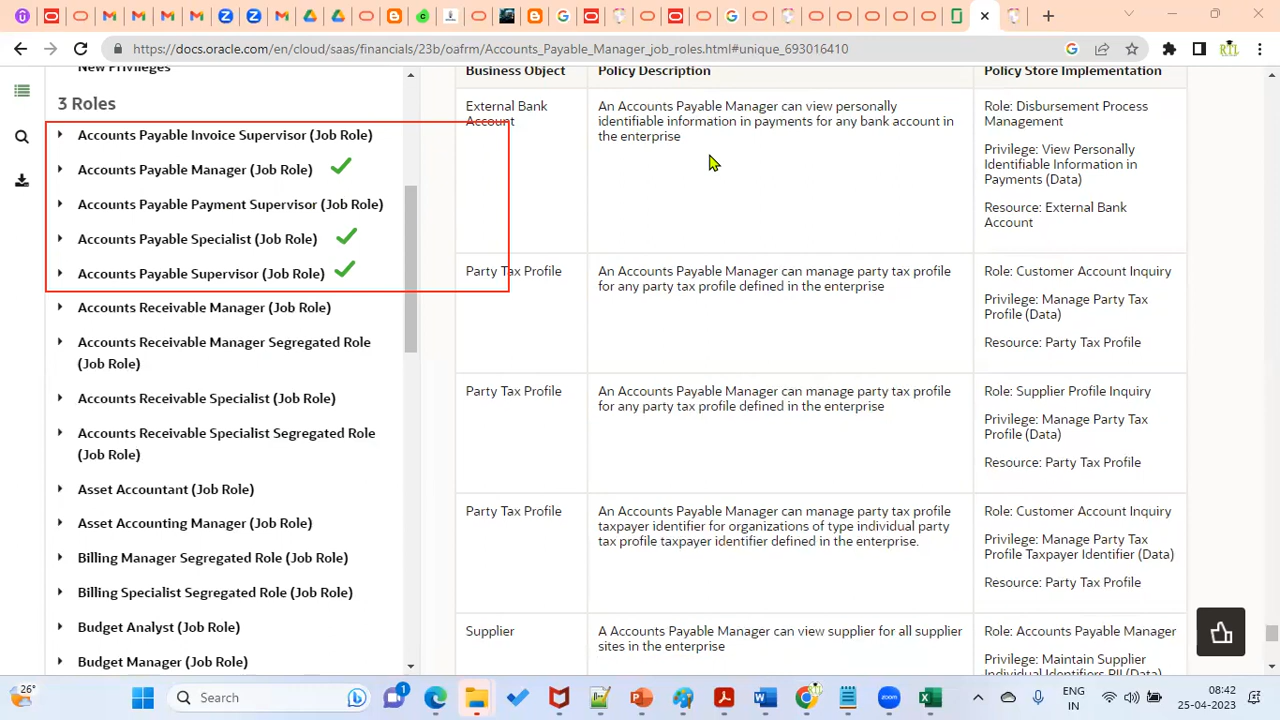 https://docs.oracle.com/en/cloud/saas/financials/23b/oafrm/Accounts_Payable_Manager_job_roles.html#unique_693016410
New Privileges
3 Roles
Accounts Payable Invoice Supervisor (Job Role)
Accounts Payable Manager (Job Role)
Accounts Payable Payment Supervisor (Job Role)
Accounts Payable Specialist (Job Role)
Accounts Payable Supervisor (Job Role)
Accounts Receivable Manager (Job Role)
Accounts Receivable Manager Segregated Role
(Job Role)
Accounts Receivable Specialist (Job Role)
Accounts Receivable Specialist Segregated Role
(Job Role)
Asset Accountant (Job Role)
Asset Accounting Manager (Job Role)
Billing Manager Segregated Role (Job Role)
Billing Specialist Segregated Role (Job Role)
Budget Analyst (Job Role)
Budget Manager (Job Role)
Business Object
Policy Description
Policy Store Implementation
External Bank
Account
An Accounts Payable Manager can view personally
identifiable information in payments for any bank account in
the enterprise
Role: Disbursement Process
Management
Privilege: View Personally
Identifiable Information in
Payments (Data)
Resource: External Bank
Account
Party Tax Profile
An Accounts Payable Manager can manage party tax profile
for any party tax profile defined in the enterprise
Role: Customer Account Inquiry
Privilege: Manage Party Tax
Profile (Data)
Resource: Party Tax Profile
Party Tax Profile
An Accounts Payable Manager can manage party tax profile
for any party tax profile defined in the enterprise
Role: Supplier Profile Inquiry
Privilege: Manage Party Tax
Profile (Data)
Resource: Party Tax Profile
Party Tax Profile
An Accounts Payable Manager can manage party tax profile
taxpayer identifier for organizations of type individual party
tax profile taxpayer identifier defined in the enterprise.
Role: Customer Account Inquiry
Privilege: Manage Party Tax
Profile Taxpayer Identifier (Data)
Resource: Party Tax Profile
Supplier
A Accounts Payable Manager can view supplier for all supplier
sites in the enterprise
Role: Accounts Payable Manager
Privilege: Maintain Supplier
Individual Identifiers PII (Data)
26°
Search
1
ENG
IN
08:42
25-04-2023